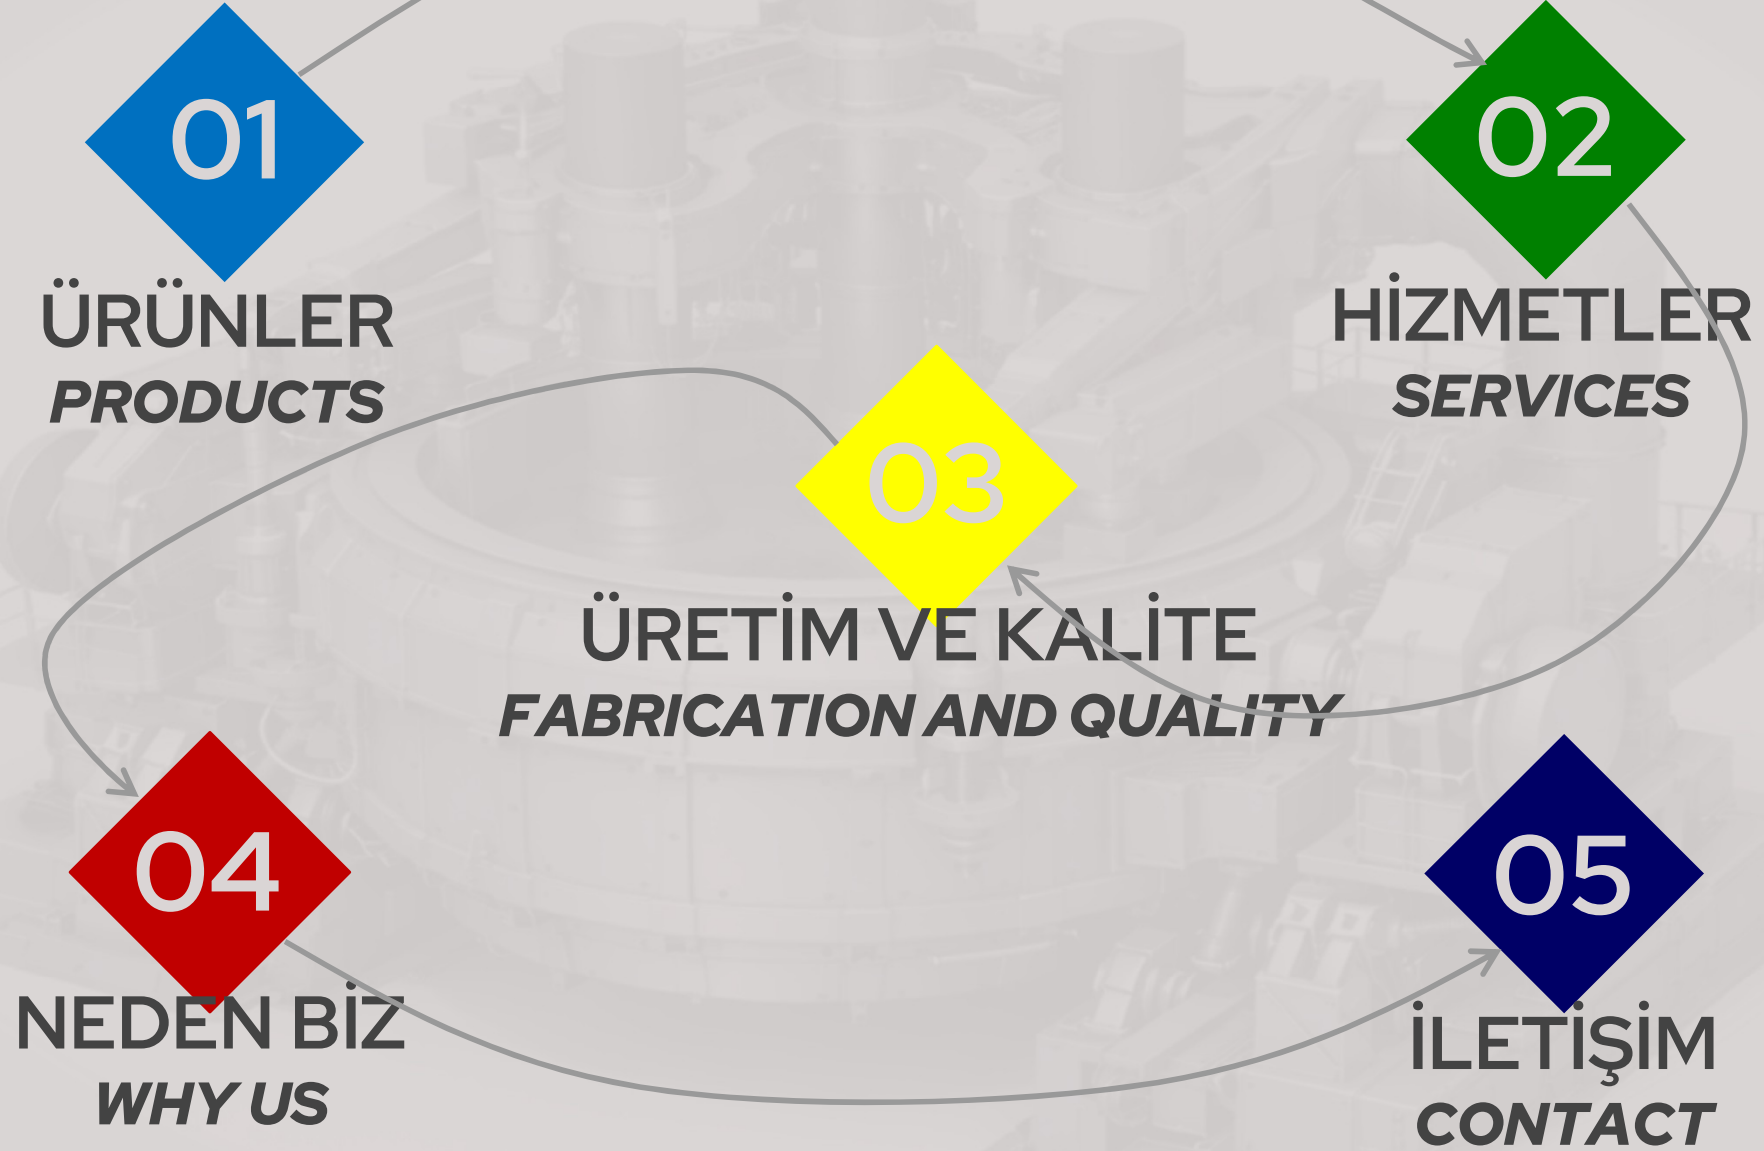 01
ÜRÜNLER
PRODUCTS
02
HİZMETLER
SERVICES
03
ÜRETİM VE KALİTE
FABRICATION AND QUALITY
04
NEDEN BİZ
WHY US
05
İLETİŞİM
CONTACT